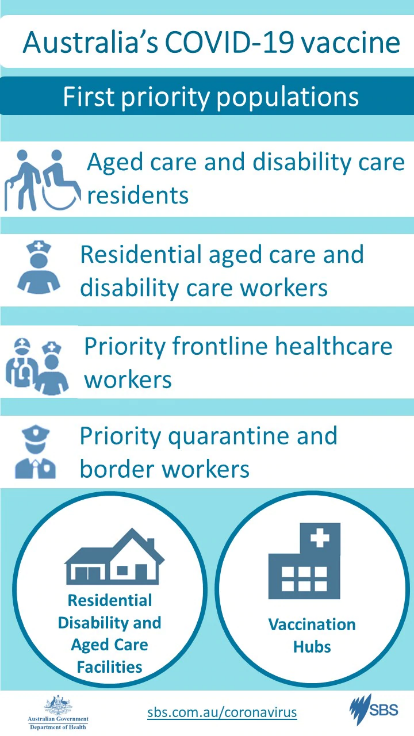 Australia's COVID-19 vaccine
First priority populations
Aged care and disability care
residents
Residential aged care and
disability care workers
Priority frontline healthcare
workers
Priority quarantine and
border workers
Residential
Disability and
Aged Care
Facilities
Vaccination
Hubs
Australian Government
Department of Health
sbs.com.au/coronavirus
SBS